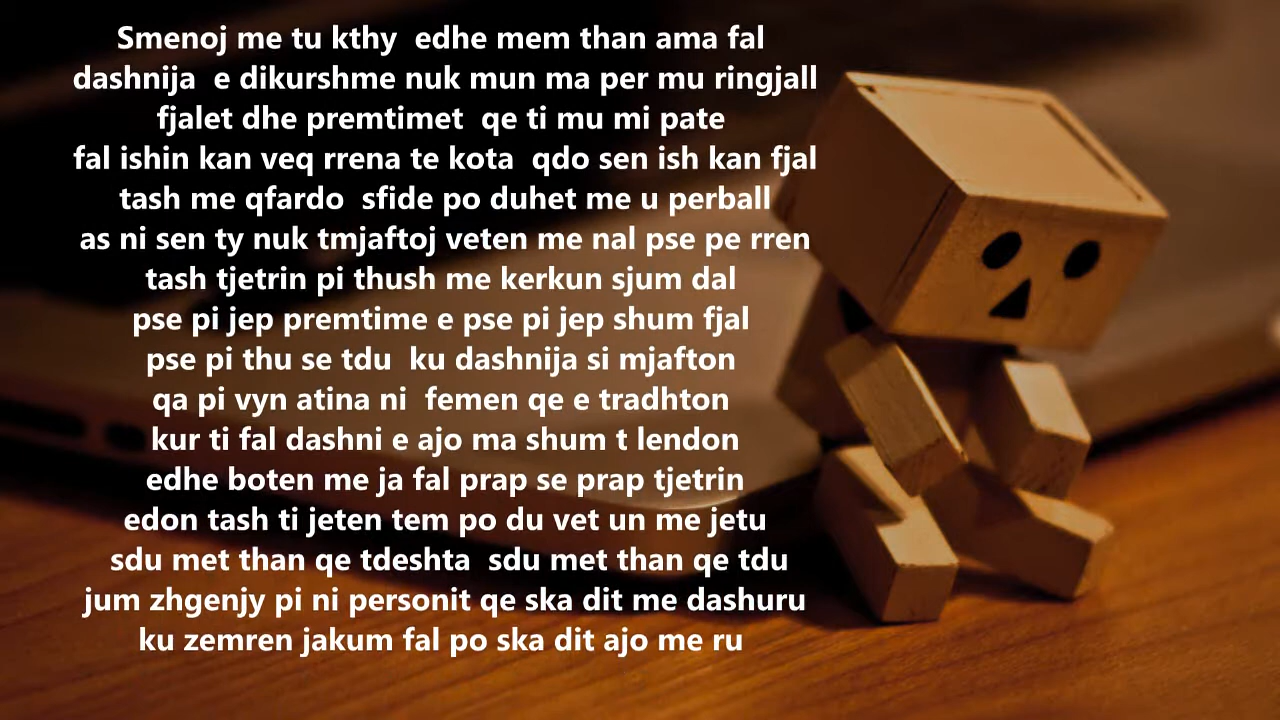 Smenoj me tu kthy edhe mem than ama fal
dashnija e dikurshme nuk mun ma per mu ringjall
fjalet dhe premtimet qe ti mu mi pate
fal ishin kan veq rrena te kota qdo sen ish kan fjal
tash me qfardo sfide po duhet me u perball
as ni sen ty nuk tmjaftoj veten me nal pse pe rren
tash tjetrin pi thush me kerkun sjum dal
pse pi jep premtime e pse pi jep shum fjal
pse pi thu se tdu ku dashnija si mjafton
qa pi vyn atina ni femen qe e tradhton
kur ti fal dashni e ajo ma shum t lendon
edhe boten me ja fal prap se prap tjetrin
edon tash ti jeten tem po du vet un me jetu
sdu met than qe tdeshta sdu met than qe tdu
jum zhgenjy pi ni personit qe ska dit me dashuru
ku zemren jakum fal po ska dit ajo me ru